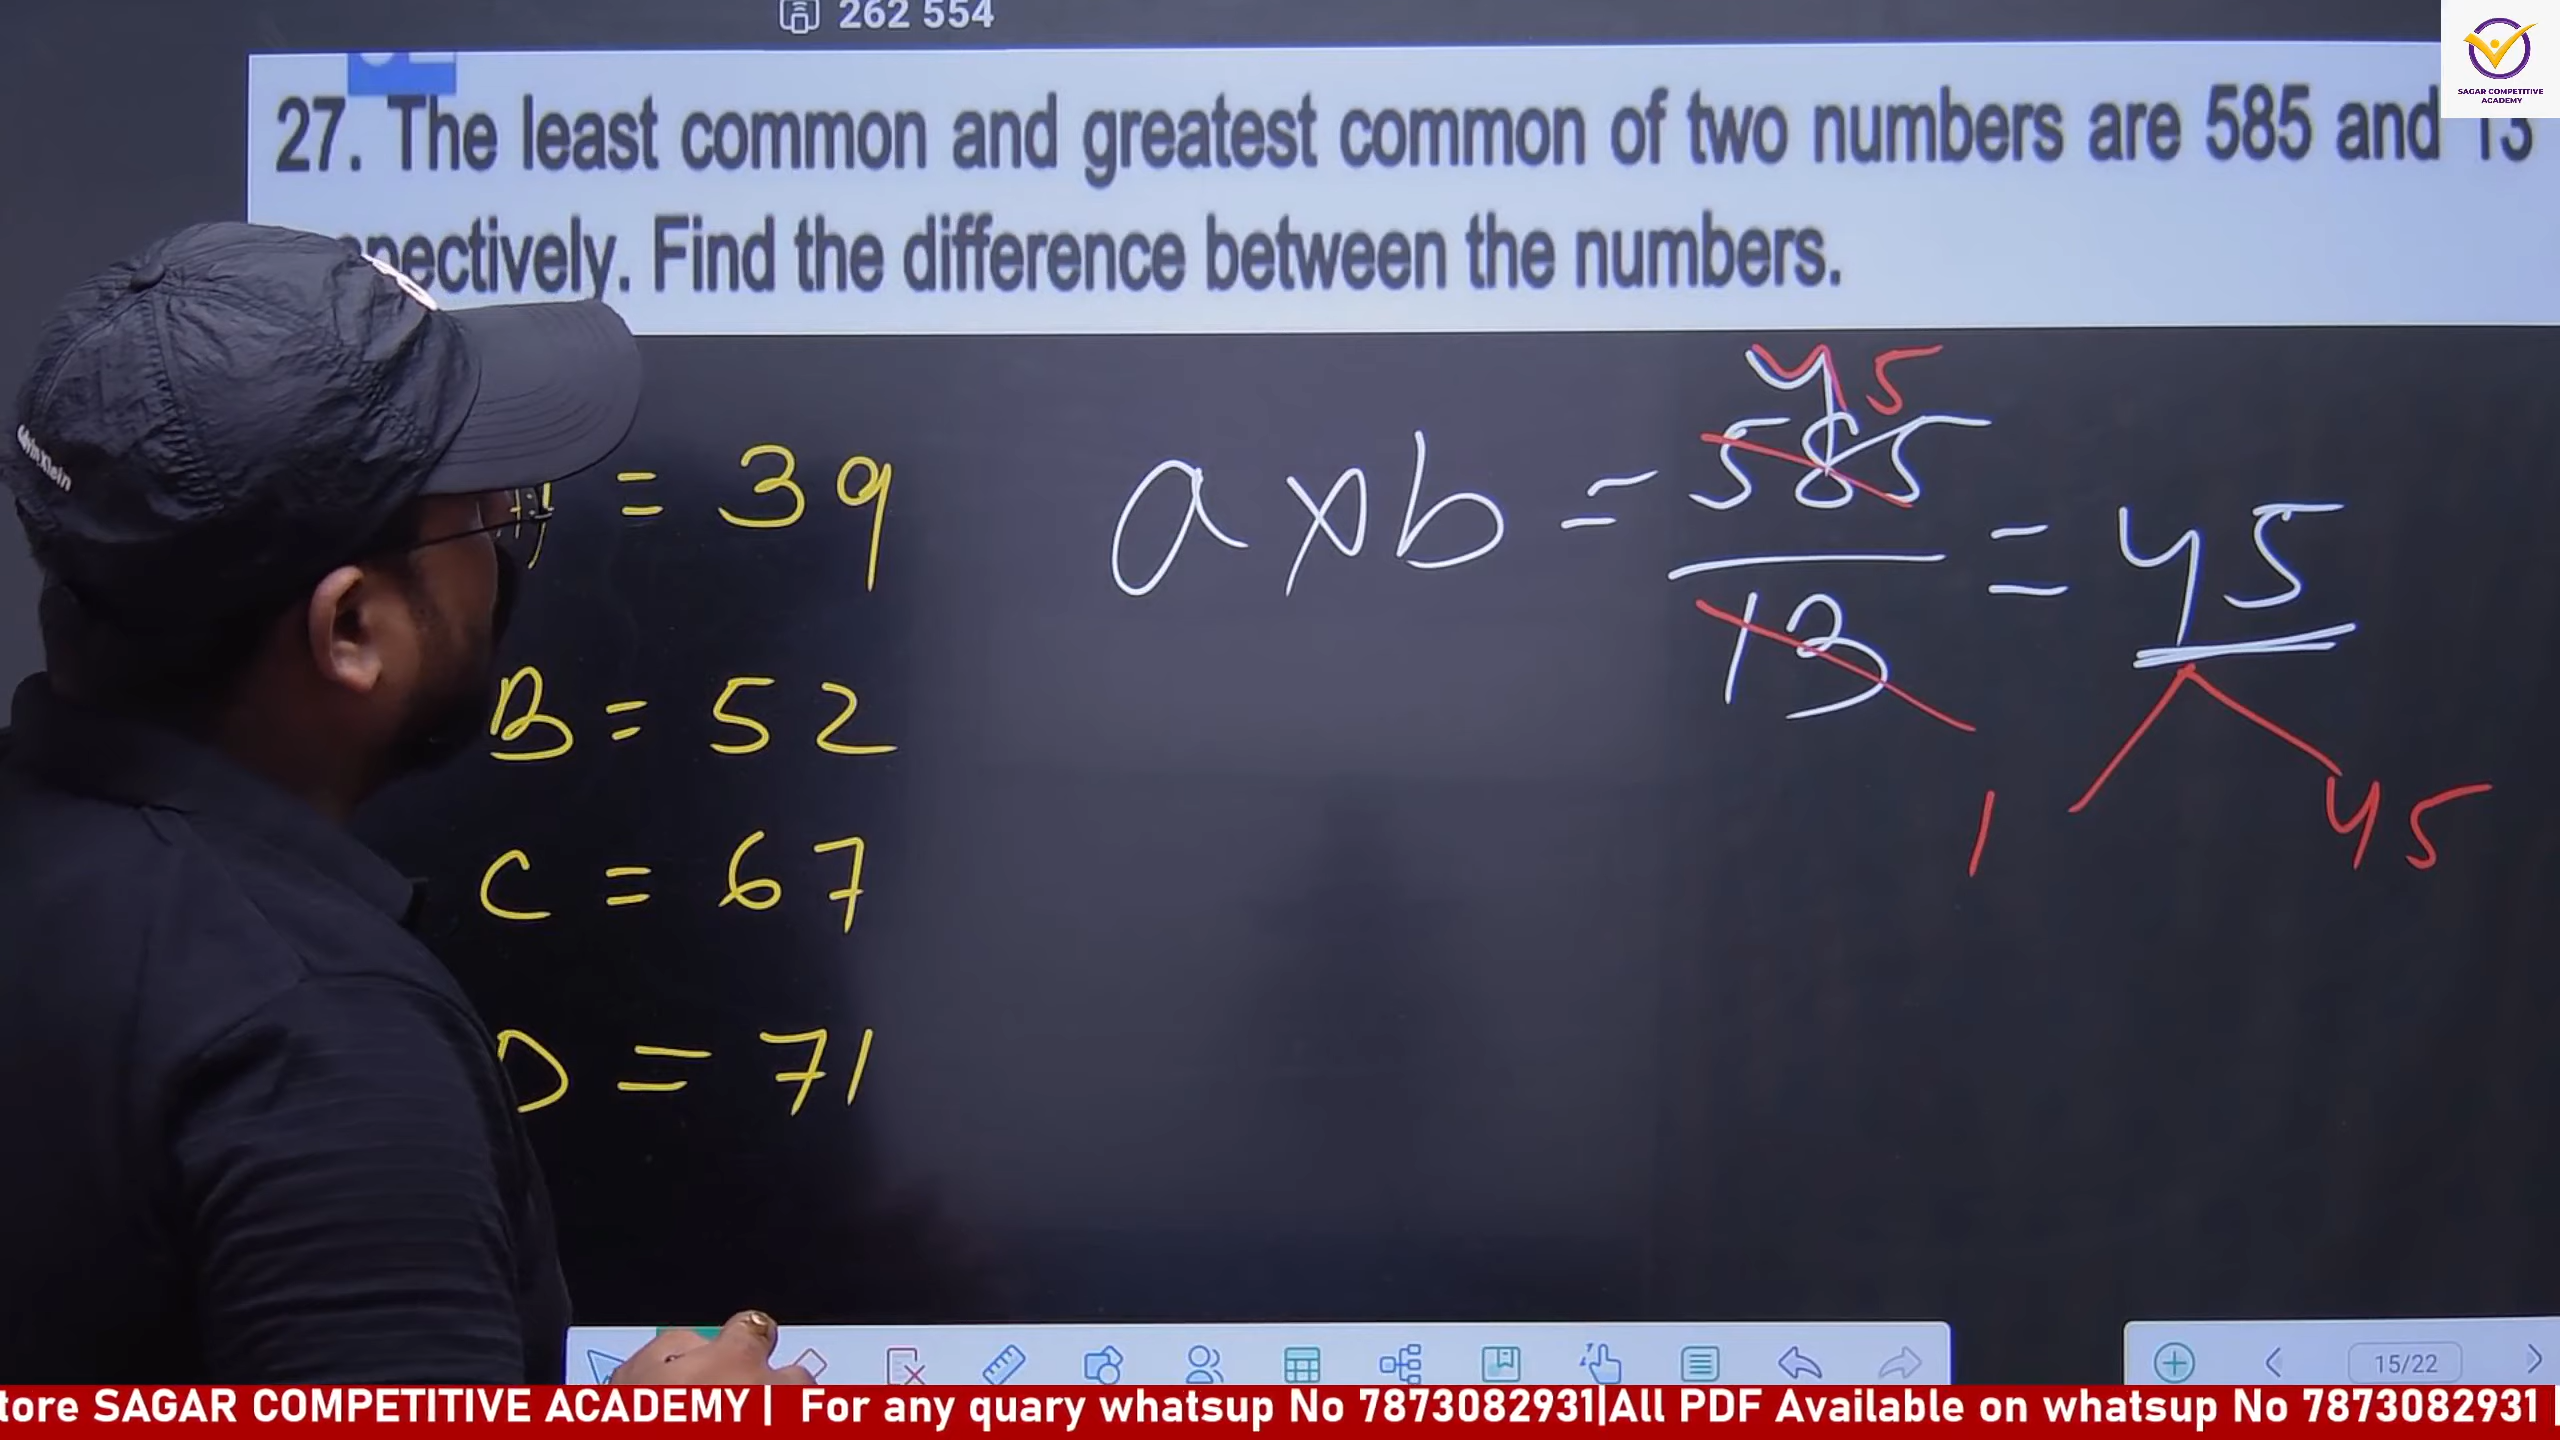 262 554
SAGAR COMPETITIVE
ACADEMY
27. The least common and greatest common of two numbers are 585 and 13
pectively. Find the difference between the numbers.
= 39
B = 52
C = 67
D = 71
a × b = 585 / 13 = 45
45
1 45
15/22
tore SAGAR COMPETITIVE ACADEMY | For any quary whatsup No 7873082931|All PDF Available on whatsup No 7873082931 |